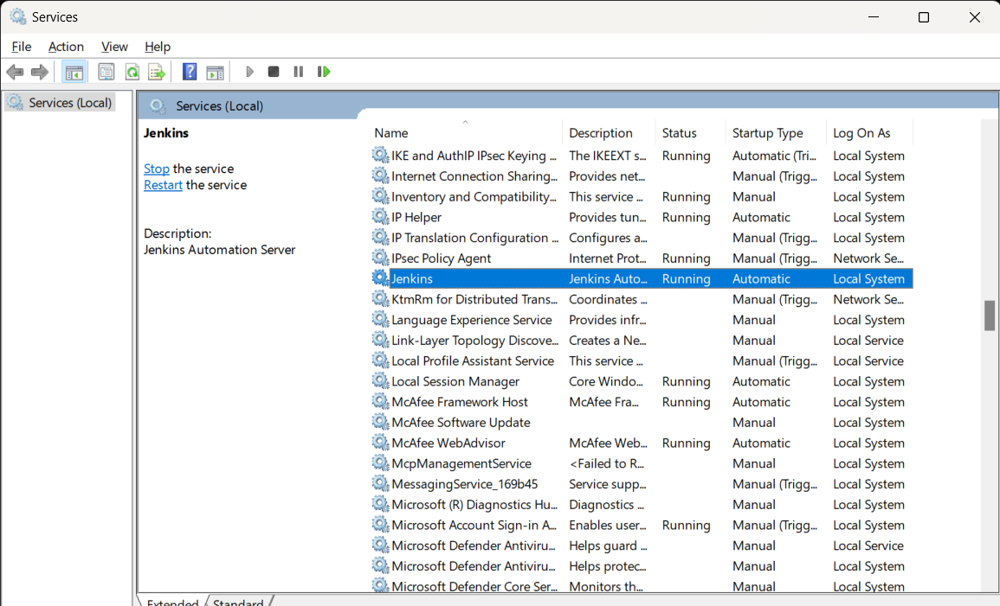 Services
File Action View Help
Services (Local)
Services (Local)
Jenkins
Stop the service
Restart the service
Description:
Jenkins Automation Server
Name Description Status Startup Type Log On As
IKE and AuthIP IPsec Keying ... The IKEEXT s... Running Automatic (Tri... Local System
Internet Connection Sharing... Provides net... Manual (Trigg... Local System
Inventory and Compatibility... This service ... Running Manual Local System
IP Helper Provides tun... Running Automatic Local System
IP Translation Configuration ... Configures a... Manual (Trigg... Local System
IPsec Policy Agent Internet Prot... Running Manual (Trigg... Network Se...
Jenkins Jenkins Auto... Running Automatic Local System
KtmRm for Distributed Trans... Coordinates ... Manual (Trigg... Network Se...
Language Experience Service Provides infr... Manual Local System
Link-Layer Topology Discove... Creates a Ne... Manual Local Service
Local Profile Assistant Service This service ... Manual (Trigg... Local Service
Local Session Manager Core Windo... Running Automatic Local System
McAfee Framework Host McAfee Fra... Running Automatic Local System
McAfee Software Update Manual Local System
McAfee WebAdvisor McAfee Web... Running Automatic Local System
McpManagementService <Failed to R... Manual Local System
MessagingService_169b45 Service supp... Manual (Trigg... Local System
Microsoft (R) Diagnostics Hu... Diagnostics ... Manual Local System
Microsoft Account Sign-in A... Enables user... Running Manual (Trigg... Local System
Microsoft Defender Antiviru... Helps guard ... Manual Local Service
Microsoft Defender Antiviru... Helps protec... Manual Local System
Microsoft Defender Core Ser... Monitors th... Manual Local System
Extended Standard